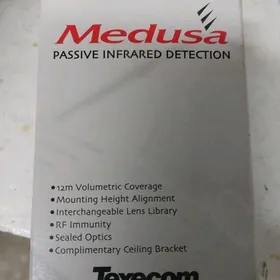 Medusa
PASSIVE INFRARED DETECTION
• 12m Volumetric Coverage
• Mounting Height Alignment
• Interchangeable Lens Library
• RF Immunity
• Sealed Optics
• Complimentary Ceiling Bracket
Texecom